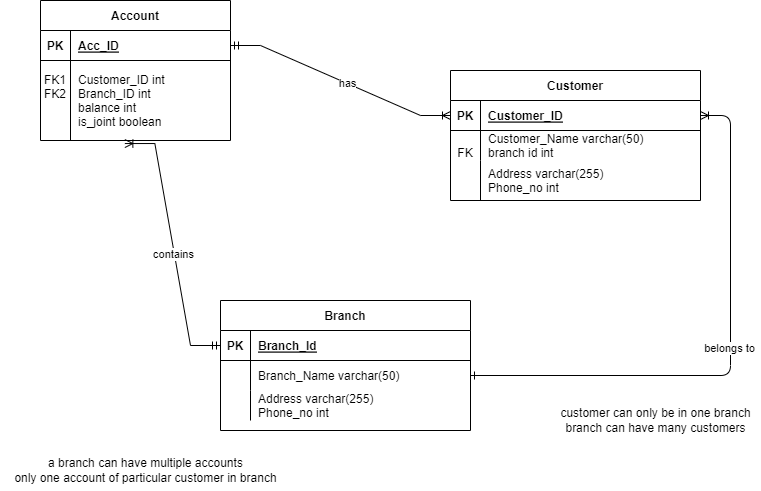 Account
PK Acc_ID
FK1 Customer_ID int
FK2 Branch_ID int
balance int
is_joint boolean
has
Customer
PK Customer_ID
Customer_Name varchar(50)
FK branch id int
Address varchar(255)
Phone_no int
contains
Branch
PK Branch_Id
Branch_Name varchar(50)
Address varchar(255)
Phone_no int
belongs to
customer can only be in one branch
branch can have many customers
a branch can have multiple accounts
only one account of particular customer in branch